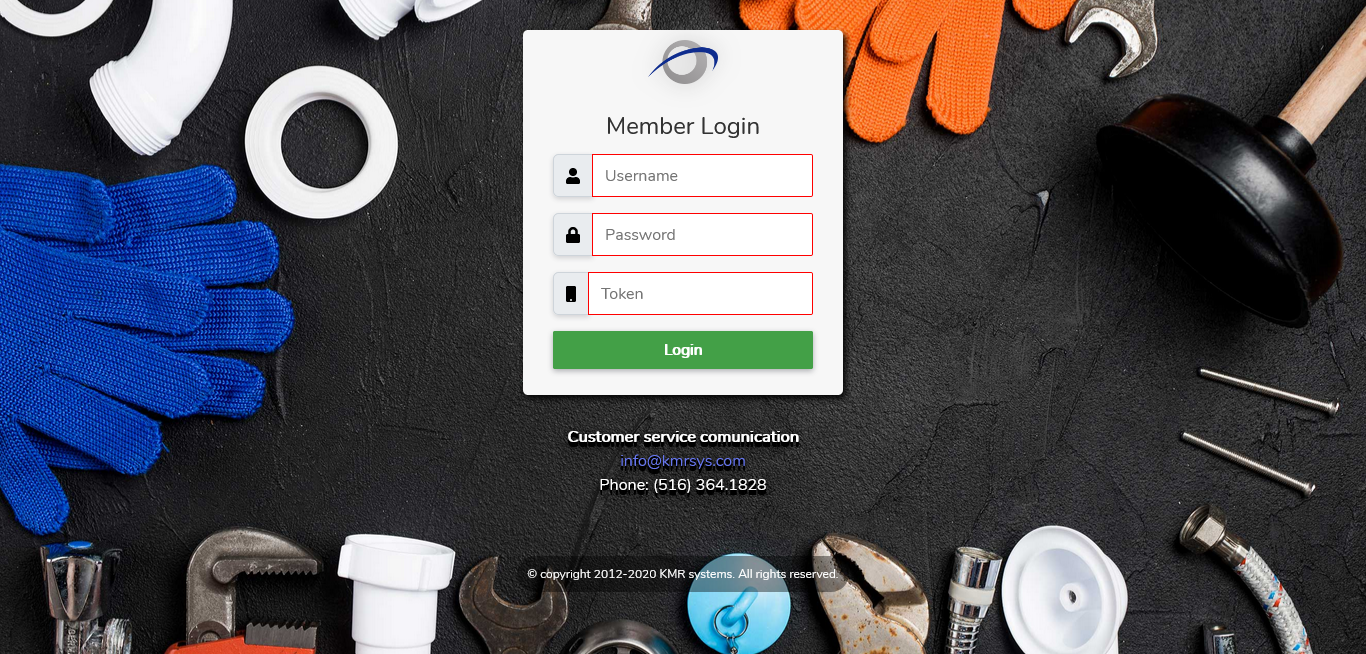 Member Login
Username
Password
Token
Login
Customer service comunication
info@kmrsys.com
Phone: (516) 364.1828
© copyright 2012-2020 KMR systems. All rights reserved.